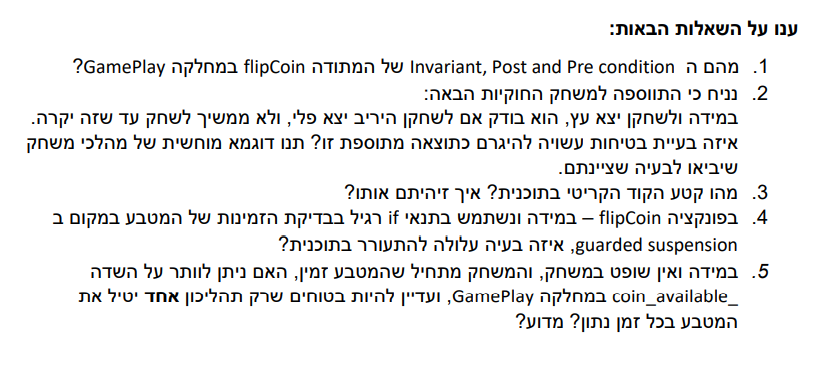 ענו על השאלות הבאות:
1. מהם ה Invariant, Post and Pre condition של המתודה flipCoin במחלקה GamePlay?
2. נניח כי התווספה למשחק החוקיות הבאה:
במידה ולשחקן יצא עץ, הוא בודק אם לשחקן היריב יצא פלי, ולא ממשיך לשחק עד שזה יקרה.
איזה בעיית בטיחות עשויה להיגרם כתוצאה מתוספת זו? תנו דוגמא מוחשית של מהלכי משחק
שיביאו לבעיה שציינתם.
3. מהו קטע הקוד הקריטי בתוכנית? איך זיהיתם אותו?
4. בפונקציה flipCoin – במידה ונשתמש בתנאי if רגיל בבדיקת הזמינות של המטבע במקום ב
guarded suspension, איזה בעיה עלולה להתעורר בתוכנית?
5. במידה ואין שופט במשחק, והמשחק מתחיל שהמטבע זמין, האם ניתן לוותר על השדה
coin_available_ במחלקה GamePlay, ועדיין להיות בטוחים שרק תהליכון אחד יטיל את
המטבע בכל זמן נתון? מדוע?